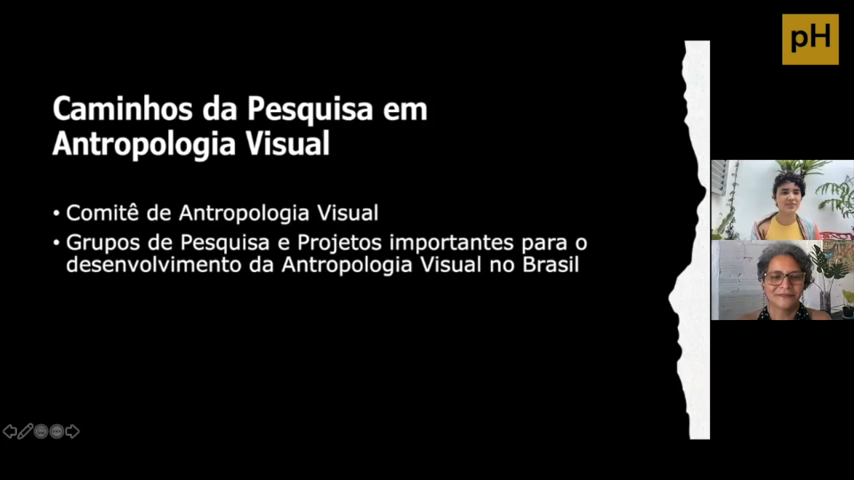 pH
Caminhos da Pesquisa em
Antropologia Visual
• Comitê de Antropologia Visual
• Grupos de Pesquisa e Projetos importantes para o
desenvolvimento da Antropologia Visual no Brasil